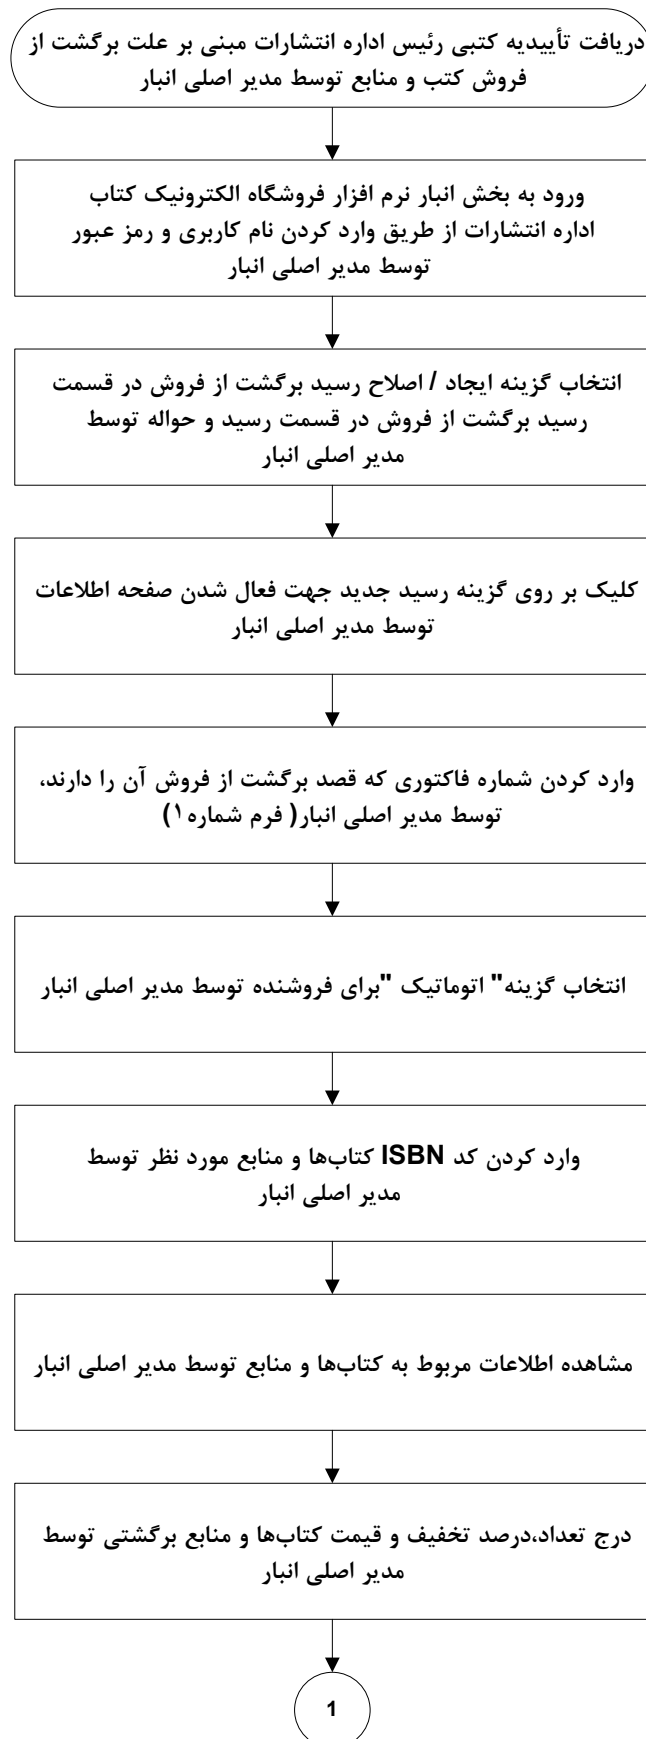 دریافت تأییدیه کتبی رئیس اداره انتشارات مبنی بر علت برگشت از
فروش کتب و منابع توسط مدیر اصلی انبار
ورود به بخش انبار نرم افزار فروشگاه الکترونیک کتاب
اداره انتشارات از طریق وارد کردن نام کاربری و رمز عبور
توسط مدیر اصلی انبار
انتخاب گزینه ایجاد / اصلاح رسید برگشت از فروش در قسمت
رسید برگشت از فروش در قسمت رسید و حواله توسط
مدیر اصلی انبار
کلیک بر روی گزینه رسید جدید جهت فعال شدن صفحه اطلاعات
توسط مدیر اصلی انبار
وارد کردن شماره فاکتوری که قصد برگشت از فروش آن را دارند،
توسط مدیر اصلی انبار( فرم شماره ۱)
انتخاب گزینه" اتوماتیک "برای فروشنده توسط مدیر اصلی انبار
وارد کردن کد ISBN کتاب‌ها و منابع مورد نظر توسط
مدیر اصلی انبار
مشاهده اطلاعات مربوط به کتاب‌ها و منابع توسط مدیر اصلی انبار
درج تعداد،درصد تخفیف و قیمت کتاب‌ها و منابع برگشتی توسط
مدیر اصلی انبار
1